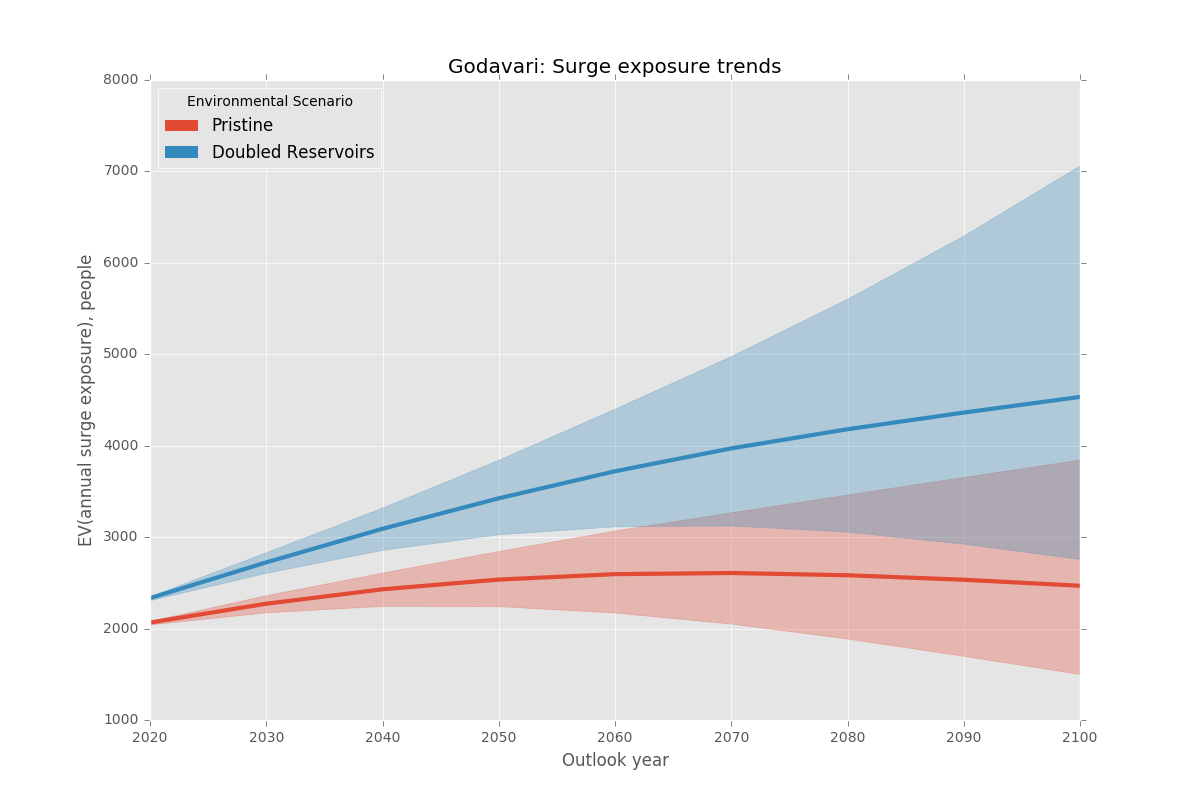 Godavari: Surge exposure trends
Environmental Scenario
Pristine
Doubled Reservoirs
EV(annual surge exposure), people
8000
7000
6000
5000
4000
3000
2000
1000
2020 2030 2040 2050 2060 2070 2080 2090 2100
Outlook year